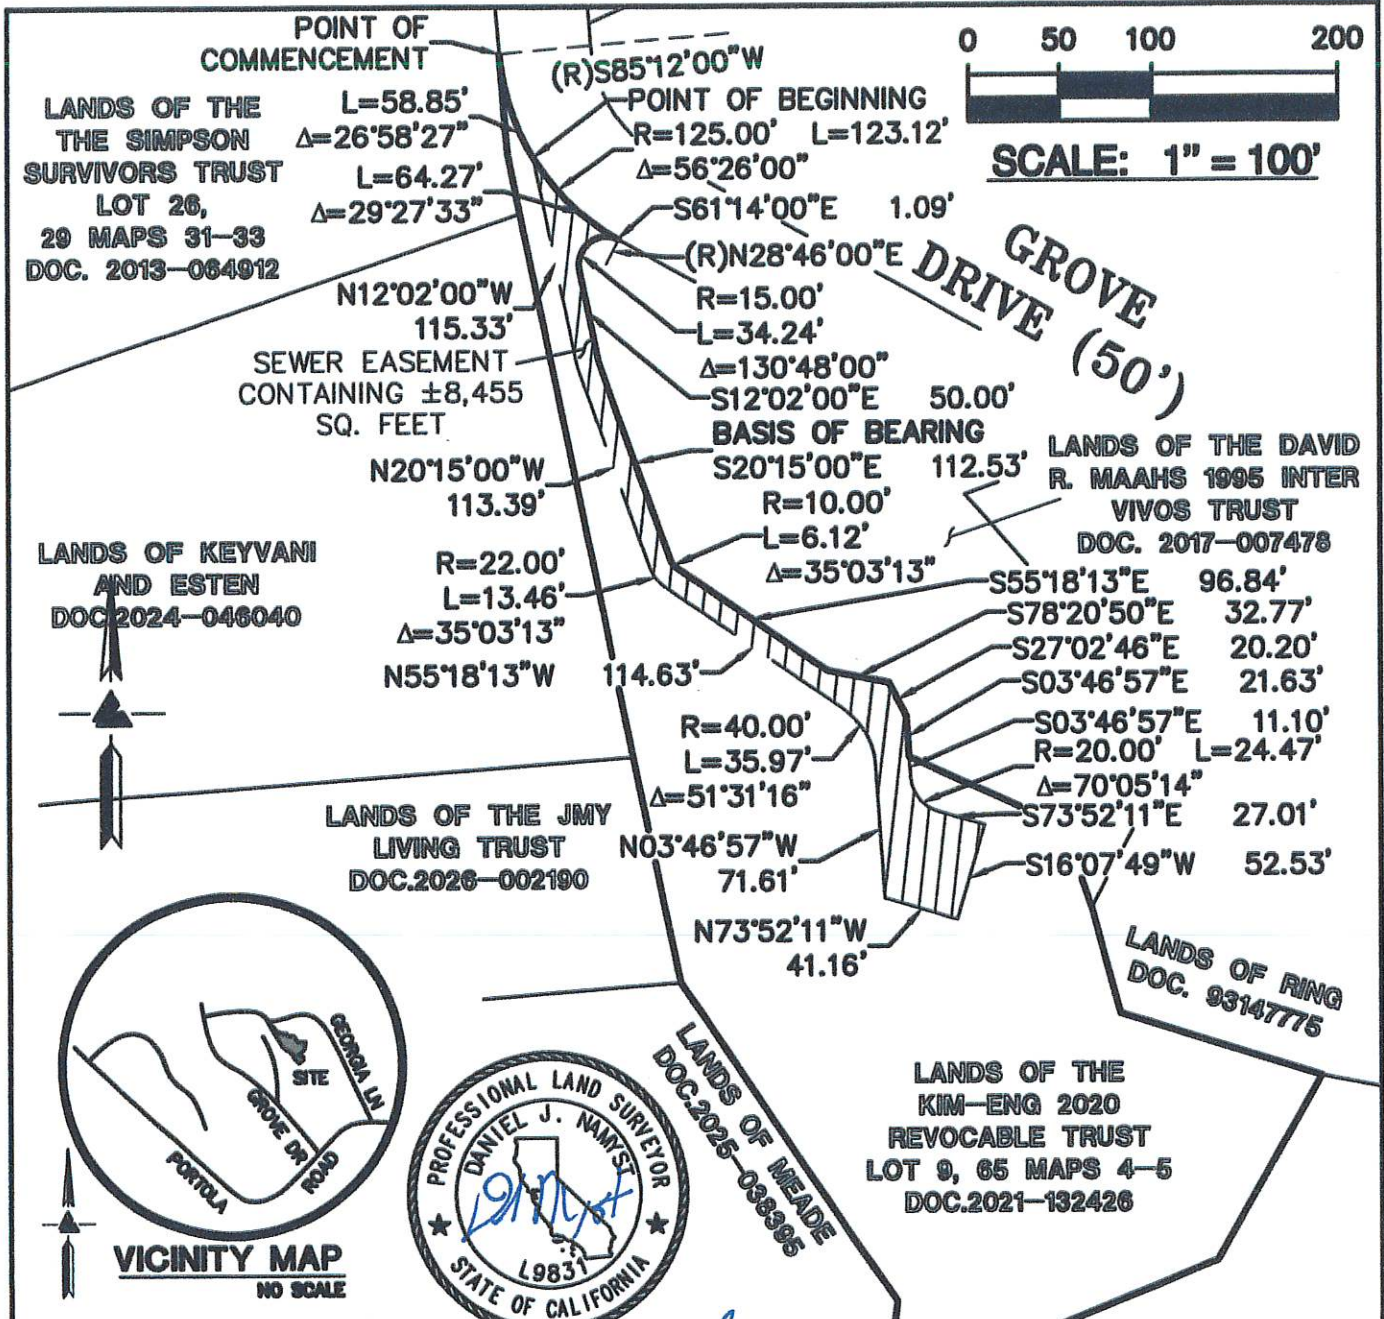 POINT OF
COMMENCEMENT
(R)S85°12'00"W
0 50 100 200
SCALE: 1" = 100'
LANDS OF THE
THE SIMPSON
SURVIVORS TRUST
LOT 26,
29 MAPS 31-33
DOC. 2013-064912
L=58.85'
Δ=26°58'27"
L=64.27'
Δ=29°27'33"
POINT OF BEGINNING
R=125.00' L=123.12'
Δ=56°26'00"
S61°14'00"E 1.09'
(R)N28°46'00"E
R=15.00'
L=34.24'
Δ=130°48'00"
S12°02'00"E 50.00'
BASIS OF BEARING
S20°15'00"E 112.53'
R=10.00'
L=6.12'
Δ=35°03'13"
GROVE
DRIVE (50')
N12°02'00"W
115.33'
SEWER EASEMENT
CONTAINING ±8,455
SQ. FEET
N20°15'00"W
113.39'
LANDS OF THE DAVID
R. MAAHS 1995 INTER
VIVOS TRUST
DOC. 2017-007478
LANDS OF KEYVANI
AND ESTEN
DOC 2024-046040
R=22.00'
L=13.46'
Δ=35°03'13"
N55°18'13"W 114.63'
S55°18'13"E 96.84'
S78°20'50"E 32.77'
S27°02'46"E 20.20'
S03°46'57"E 21.63'
S03°46'57"E 11.10'
R=20.00' L=24.47'
Δ=70°05'14"
S73°52'11"E 27.01'
S16°07'49"W 52.53'
R=40.00'
L=35.97'
Δ=51°31'16"
N03°46'57"W
71.61'
N73°52'11"W
41.16'
LANDS OF THE JMY
LIVING TRUST
DOC.2026-002190
LANDS OF RING
DOC. 93147775
LANDS OF MEADE
DOC.2025-038395
LANDS OF THE
KIM-ENG 2020
REVOCABLE TRUST
LOT 9, 65 MAPS 4-5
DOC.2021-132426
GEORGIA LN
SITE
GROVE DR
PORTOLA
ROAD
VICINITY MAP
NO SCALE
PROFESSIONAL LAND SURVEYOR
DANIEL J. NAMYST
L9831
STATE OF CALIFORNIA